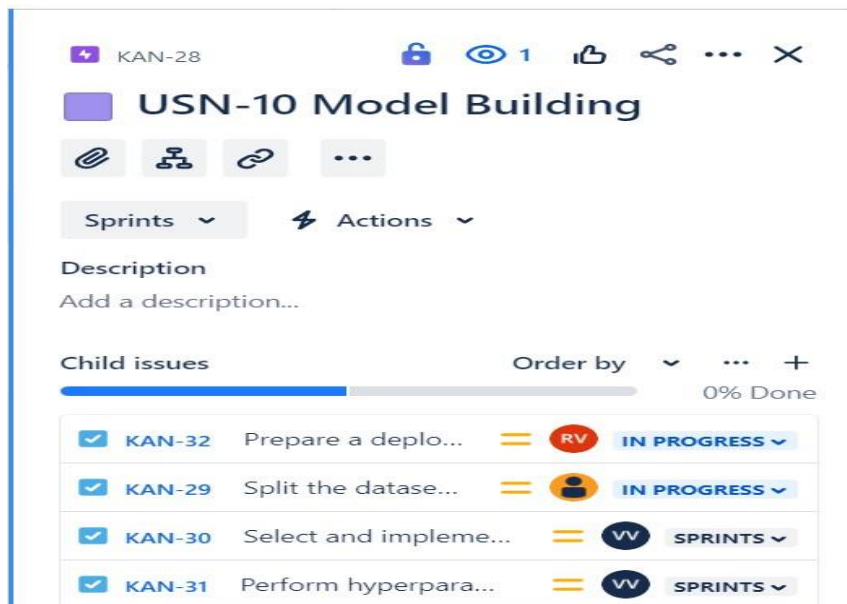 KAN-28 1
USN-10 Model Building
Sprints Actions
Description
Add a description...
Child issues Order by
0% Done
KAN-32 Prepare a deplo... RV IN PROGRESS
KAN-29 Split the datase... IN PROGRESS
KAN-30 Select and impleme... VV SPRINTS
KAN-31 Perform hyperpara... VV SPRINTS